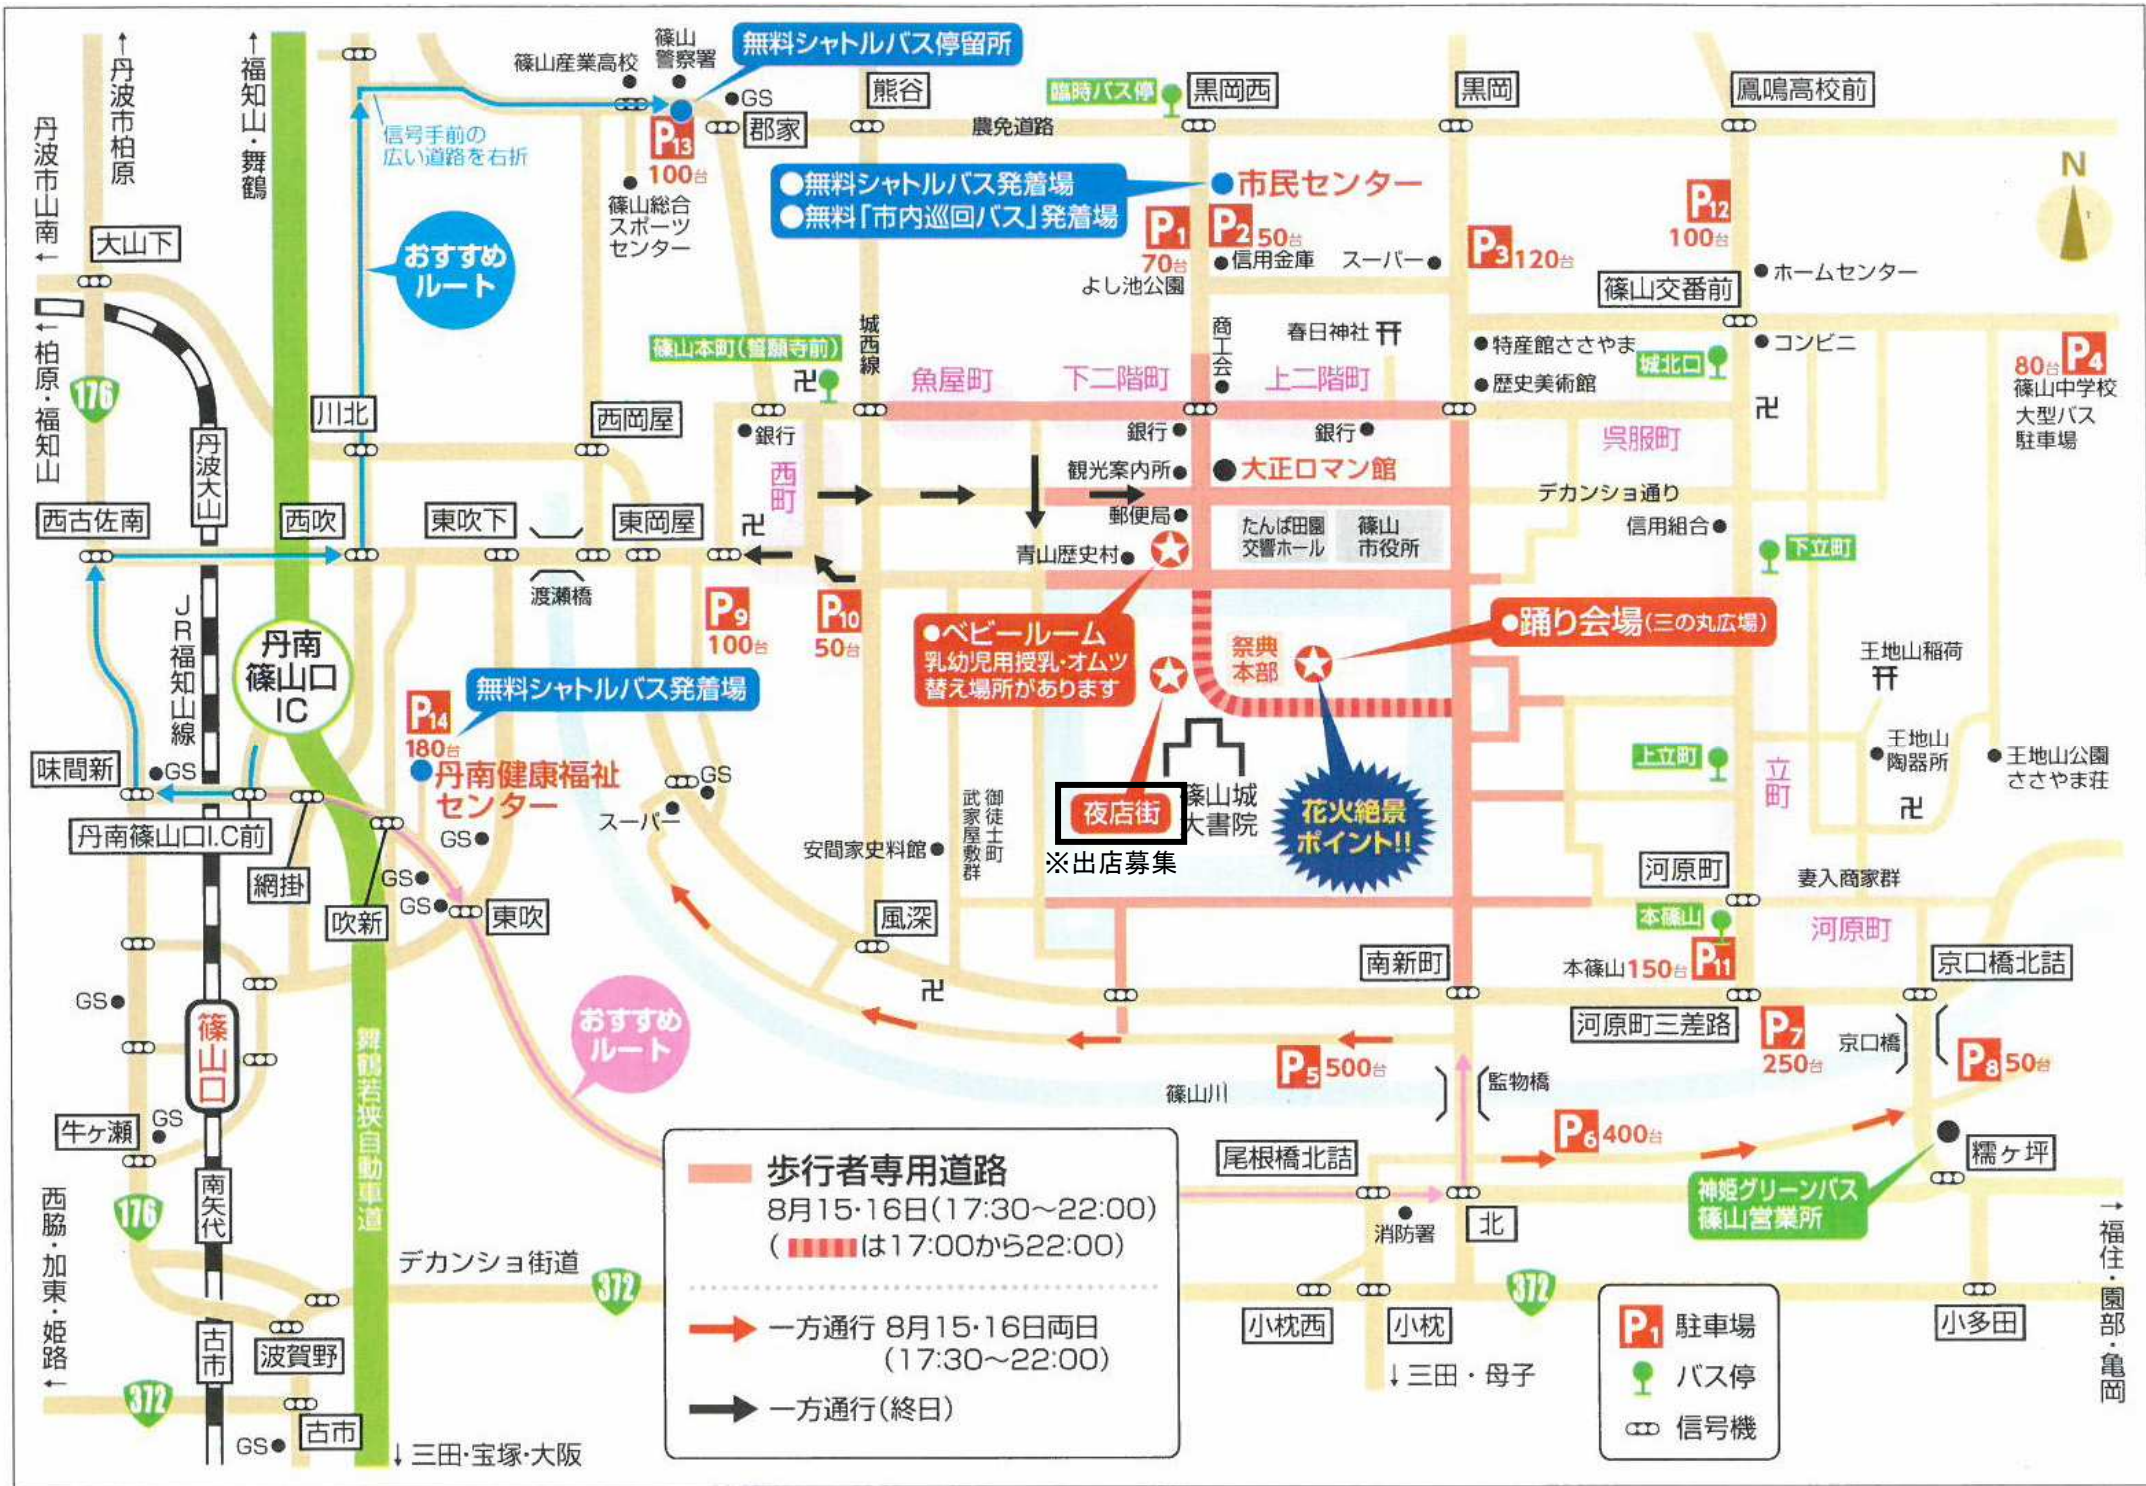 丹波市山南←
←丹波市柏原
←福知山・舞鶴
信号手前の
広い道路を右折
篠山産業高校
篠山
警察署
無料シャトルバス停留所
GS
郡家
P13
100台
篠山総合
スポーツ
センター
熊谷
農免道路
臨時バス停
黒岡西
黒岡
鳳鳴高校前
N
●無料シャトルバス発着場
●無料「市内巡回バス」発着場
市民センター
P1
70台
P2 50台
信用金庫
スーパー
よし池公園
P3 120台
P12
100台
ホームセンター
篠山交番前
大山下
おすすめ
ルート
←柏原・福知山
176
篠山本町(誓願寺前)
城西線
魚屋町
下二階町
商工会
春日神社
上二階町
特産館ささやま
歴史美術館
城北口
コンビニ
80台 P4
篠山中学校
大型バス
駐車場
川北
西岡屋
銀行
西町
銀行
銀行
観光案内所
大正ロマン館
呉服町
デカンショ通り
丹波大山
西古佐南
西吹
東吹下
東岡屋
郵便局
たんば田園
交響ホール
篠山
市役所
信用組合
青山歴史村
下立町
渡瀬橋
P9
100台
P10
50台
JR福知山線
丹南
篠山口
IC
●ベビールーム
乳幼児用授乳・オムツ
替え場所があります
祭典
本部
●踊り会場(三の丸広場)
王地山稲荷
P14
180台
無料シャトルバス発着場
丹南健康福祉
センター
味間新
GS
丹南篠山口I.C前
網掛
吹新
GS
GS
GS
東吹
スーパー
GS
安間家史料館
御徒士町
武家屋敷群
夜店街
※出店募集
篠山城
大書院
花火絶景
ポイント!!
上立町
立町
王地山
陶器所
王地山公園
ささやま荘
河原町
妻入商家群
本篠山
河原町
風深
南新町
本篠山150台 P11
京口橋北詰
GS
篠山口
舞鶴若狭自動車道
おすすめ
ルート
P5 500台
篠山川
監物橋
河原町三差路
P7
250台
京口橋
P8 50台
牛ヶ瀬
GS
南矢代
176
西脇・加東・姫路←
尾根橋北詰
P6 400台
糯ヶ坪
神姫グリーンバス
篠山営業所
消防署
北
→福住・園部・亀岡
デカンショ街道
372
歩行者専用道路
8月15・16日(17:30～22:00)
(は17:00から22:00)
一方通行 8月15・16日両日
(17:30～22:00)
一方通行(終日)
小枕西
小枕
372
↓三田・母子
P1 駐車場
バス停
信号機
小多田
古市
波賀野
372
GS
古市
↓三田・宝塚・大阪